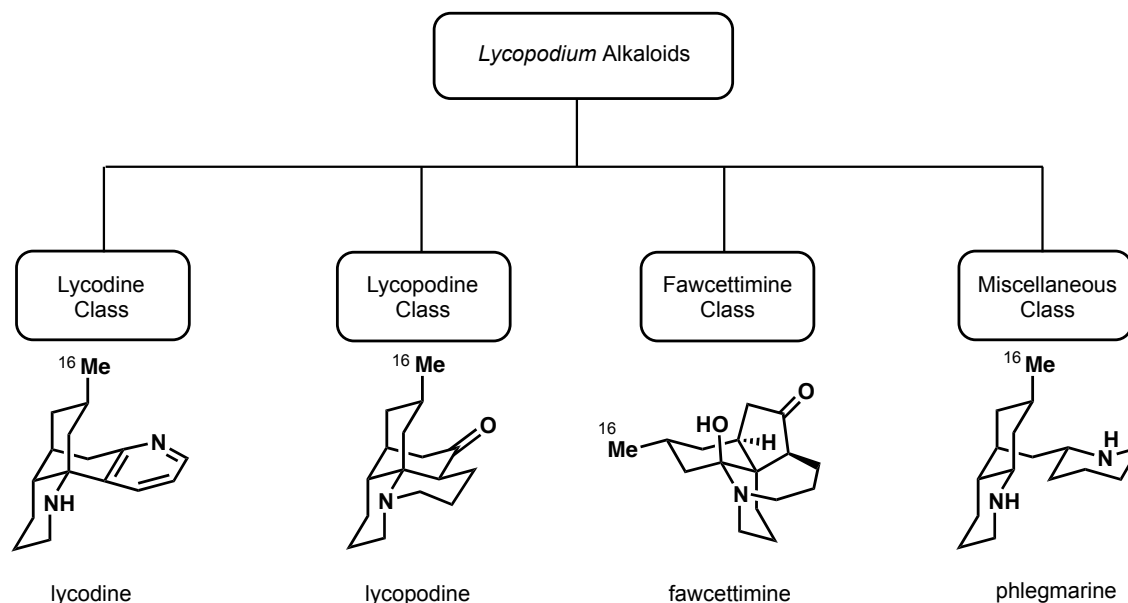 Lycopodium Alkaloids
Lycodine
Class
Lycopodine
Class
Fawcettimine
Class
Miscellaneous
Class
16 Me
N
NH
lycodine
16 Me
O
N
lycopodine
O
HO
H
16
Me
N
fawcettimine
16 Me
H
N
NH
phlegmarine